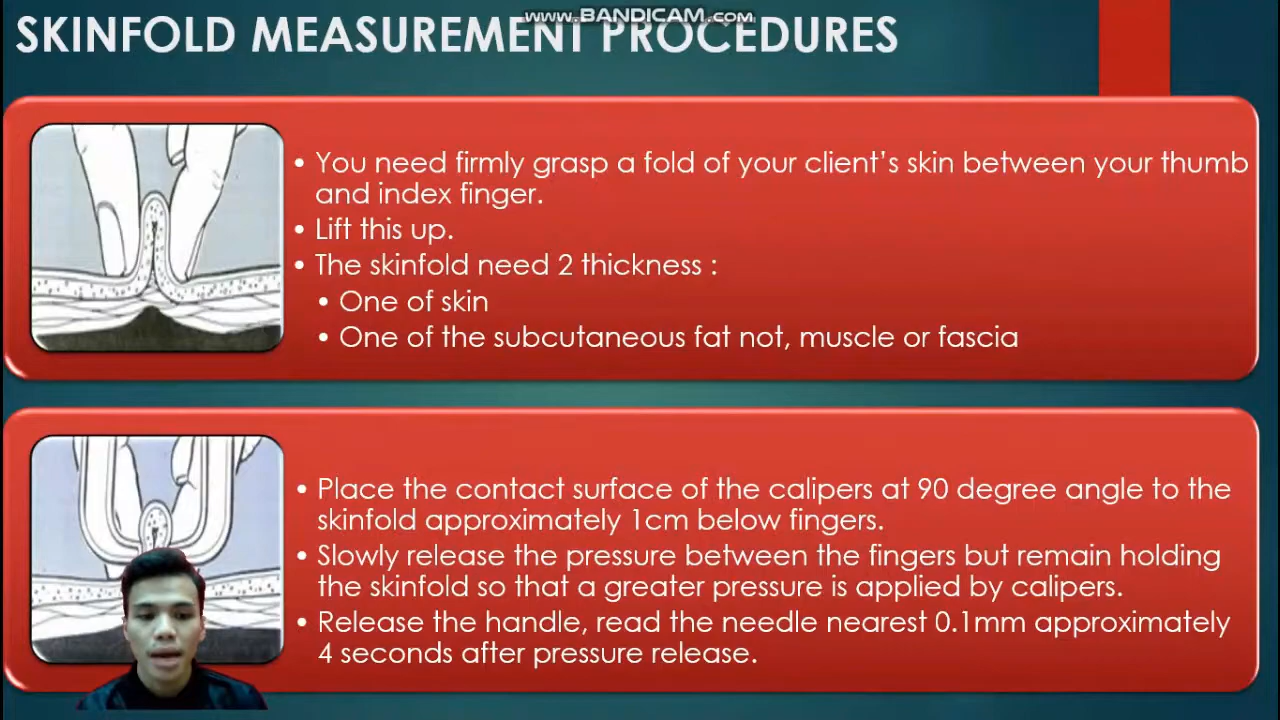 www.BANDICAM.com
SKINFOLD MEASUREMENT PROCEDURES
• You need firmly grasp a fold of your client's skin between your thumb
and index finger.
• Lift this up.
• The skinfold need 2 thickness :
• One of skin
• One of the subcutaneous fat not, muscle or fascia
• Place the contact surface of the calipers at 90 degree angle to the
skinfold approximately 1cm below fingers.
• Slowly release the pressure between the fingers but remain holding
the skinfold so that a greater pressure is applied by calipers.
• Release the handle, read the needle nearest 0.1mm approximately
4 seconds after pressure release.